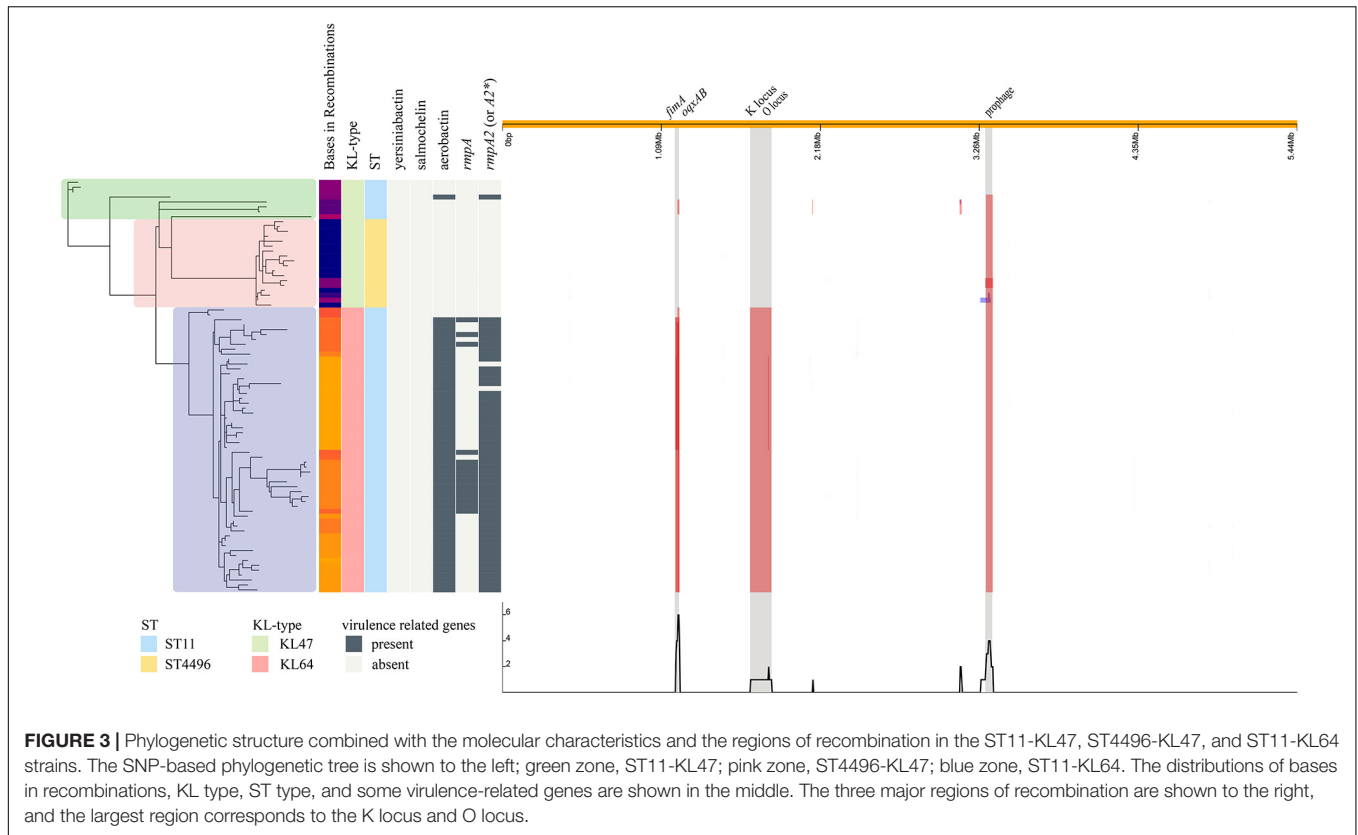 Bases in Recombinations
KL-type
ST
yersiniabactin
salmochelin
aerobactin
rmpA
rmpA2 (or A2*)
fimA
oqxAB
K locus
O locus
prophage
0bp
1.09Mb
2.18Mb
3.28Mb
4.35Mb
5.44Mb
ST
ST11
ST4496
KL-type
KL47
KL64
virulence related genes
present
absent
6
4
2
FIGURE 3 | Phylogenetic structure combined with the molecular characteristics and the regions of recombination in the ST11-KL47, ST4496-KL47, and ST11-KL64
strains. The SNP-based phylogenetic tree is shown to the left; green zone, ST11-KL47; pink zone, ST4496-KL47; blue zone, ST11-KL64. The distributions of bases
in recombinations, KL type, ST type, and some virulence-related genes are shown in the middle. The three major regions of recombination are shown to the right,
and the largest region corresponds to the K locus and O locus.